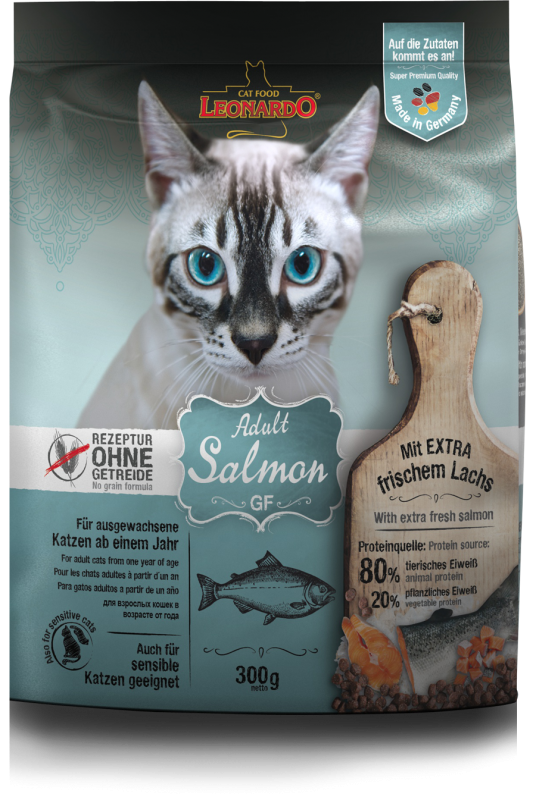 Auf die Zutaten
kommt es an!
Super Premium Quality
Made in Germany
CAT FOOD
LEONARDO®
Adult
Salmon
GF
REZEPTUR
OHNE
GETREIDE
No grain formula
Mit EXTRA
frischem Lachs
With extra fresh salmon
Proteinquelle: Protein source:
80% tierisches Eiweiß
animal protein
20% pflanzliches Eiweiß
vegetable protein
Für ausgewachsene
Katzen ab einem Jahr
For adult cats from one year of age
Pour les chats adultes à partir d'un an
Para gatos adultos a partir de un año
для взрослых кошек в
возрасте от года
Also for sensitive cats
Auch für
sensible
Katzen geeignet
300g
netto